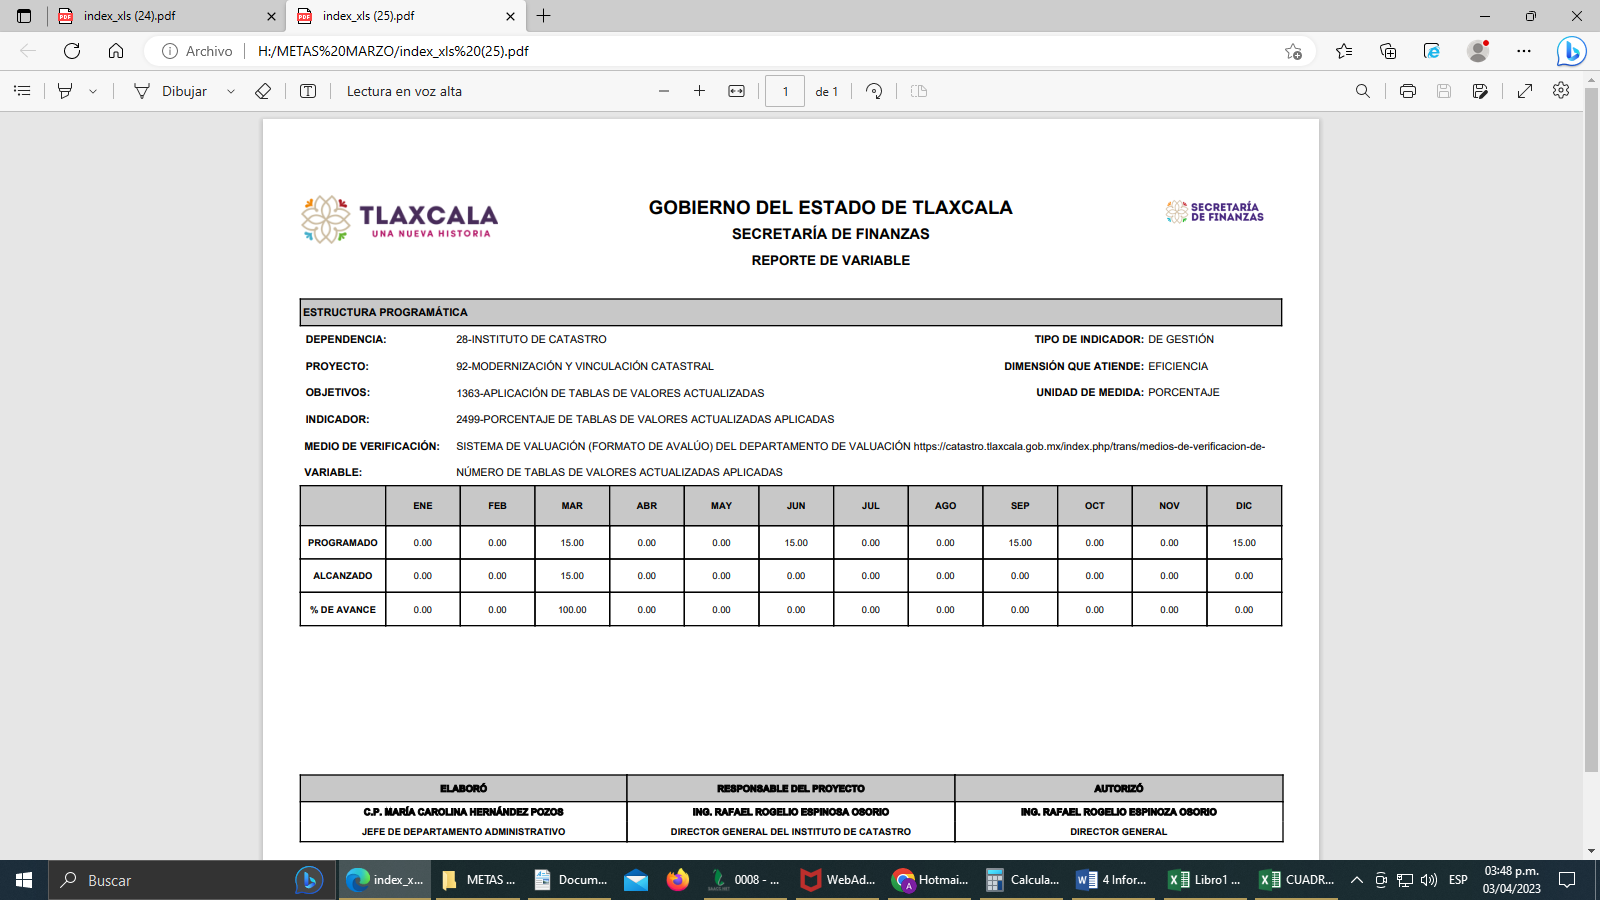 index_xls (24).pdf
index_xls (25).pdf
Archivo
H:/METAS%20MARZO/index_xls%20(25).pdf
Dibujar
Lectura en voz alta
1
de 1
TLAXCALA
UNA NUEVA HISTORIA
GOBIERNO DEL ESTADO DE TLAXCALA
SECRETARÍA DE FINANZAS
REPORTE DE VARIABLE
SECRETARÍA
DE FINANZAS
ESTRUCTURA PROGRAMÁTICA
DEPENDENCIA: 28-INSTITUTO DE CATASTRO TIPO DE INDICADOR: DE GESTIÓN
PROYECTO: 92-MODERNIZACIÓN Y VINCULACIÓN CATASTRAL DIMENSIÓN QUE ATIENDE: EFICIENCIA
OBJETIVOS: 1363-APLICACIÓN DE TABLAS DE VALORES ACTUALIZADAS UNIDAD DE MEDIDA: PORCENTAJE
INDICADOR: 2499-PORCENTAJE DE TABLAS DE VALORES ACTUALIZADAS APLICADAS
MEDIO DE VERIFICACIÓN: SISTEMA DE VALUACIÓN (FORMATO DE AVALÚO) DEL DEPARTAMENTO DE VALUACIÓN https://catastro.tlaxcala.gob.mx/index.php/trans/medios-de-verificacion-de-
VARIABLE: NÚMERO DE TABLAS DE VALORES ACTUALIZADAS APLICADAS
ENE FEB MAR ABR MAY JUN JUL AGO SEP OCT NOV DIC
PROGRAMADO 0.00 0.00 15.00 0.00 0.00 15.00 0.00 0.00 15.00 0.00 0.00 15.00
ALCANZADO 0.00 0.00 15.00 0.00 0.00 0.00 0.00 0.00 0.00 0.00 0.00 0.00
% DE AVANCE 0.00 0.00 100.00 0.00 0.00 0.00 0.00 0.00 0.00 0.00 0.00 0.00
ELABORÓ RESPONSABLE DEL PROYECTO AUTORIZÓ
C.P. MARÍA CAROLINA HERNÁNDEZ POZOS ING. RAFAEL ROGELIO ESPINOSA OSORIO ING. RAFAEL ROGELIO ESPINOZA OSORIO
JEFE DE DEPARTAMENTO ADMINISTRATIVO DIRECTOR GENERAL DEL INSTITUTO DE CATASTRO DIRECTOR GENERAL
Buscar
index_x...
METAS ...
Docum...
0008 - ...
WebAd...
Hotmai...
Calcula...
4 Infor...
Libro1 ...
CUADR...
ESP
03:48 p.m.
03/04/2023